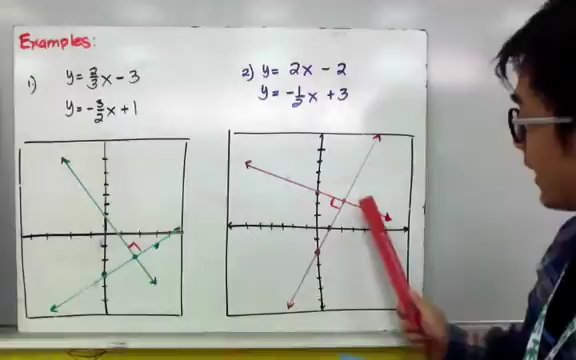 Examples:
1) y = 2/3x - 3
y = -3/2x + 1
2) y = 2x - 2
y = -1/2x + 3